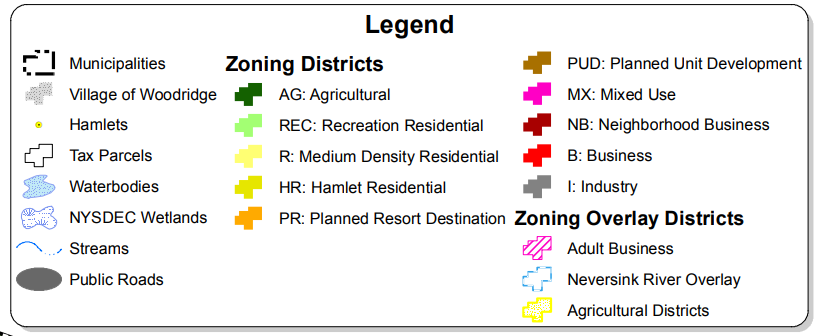 Legend
Municipalities
Village of Woodridge
Hamlets
Tax Parcels
Waterbodies
NYSDEC Wetlands
Streams
Public Roads
Zoning Districts
AG: Agricultural
REC: Recreation Residential
R: Medium Density Residential
HR: Hamlet Residential
PR: Planned Resort Destination
PUD: Planned Unit Development
MX: Mixed Use
NB: Neighborhood Business
B: Business
I: Industry
Zoning Overlay Districts
Adult Business
Neversink River Overlay
Agricultural Districts